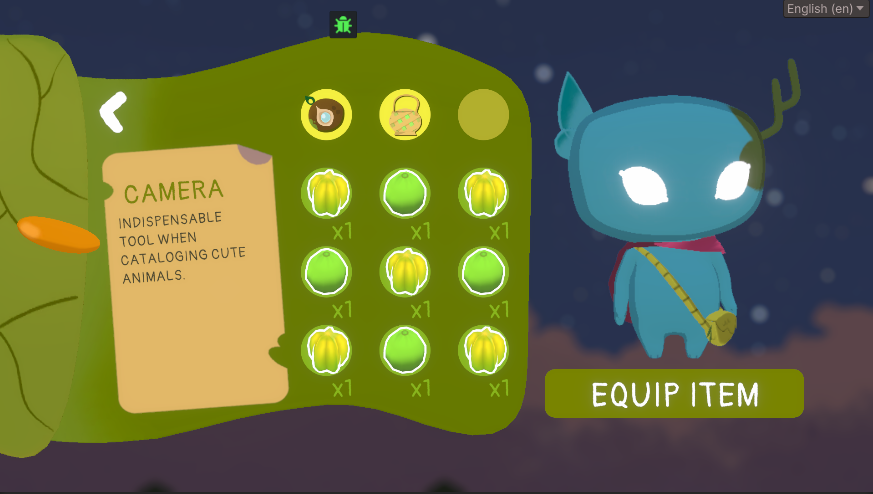 English (en)
CAMERA
INDISPENSABLE
TOOL WHEN
CATALOGING CUTE
ANIMALS.
x1 x1 x1
x1 x1 x1
x1 x1 x1
EQUIP ITEM